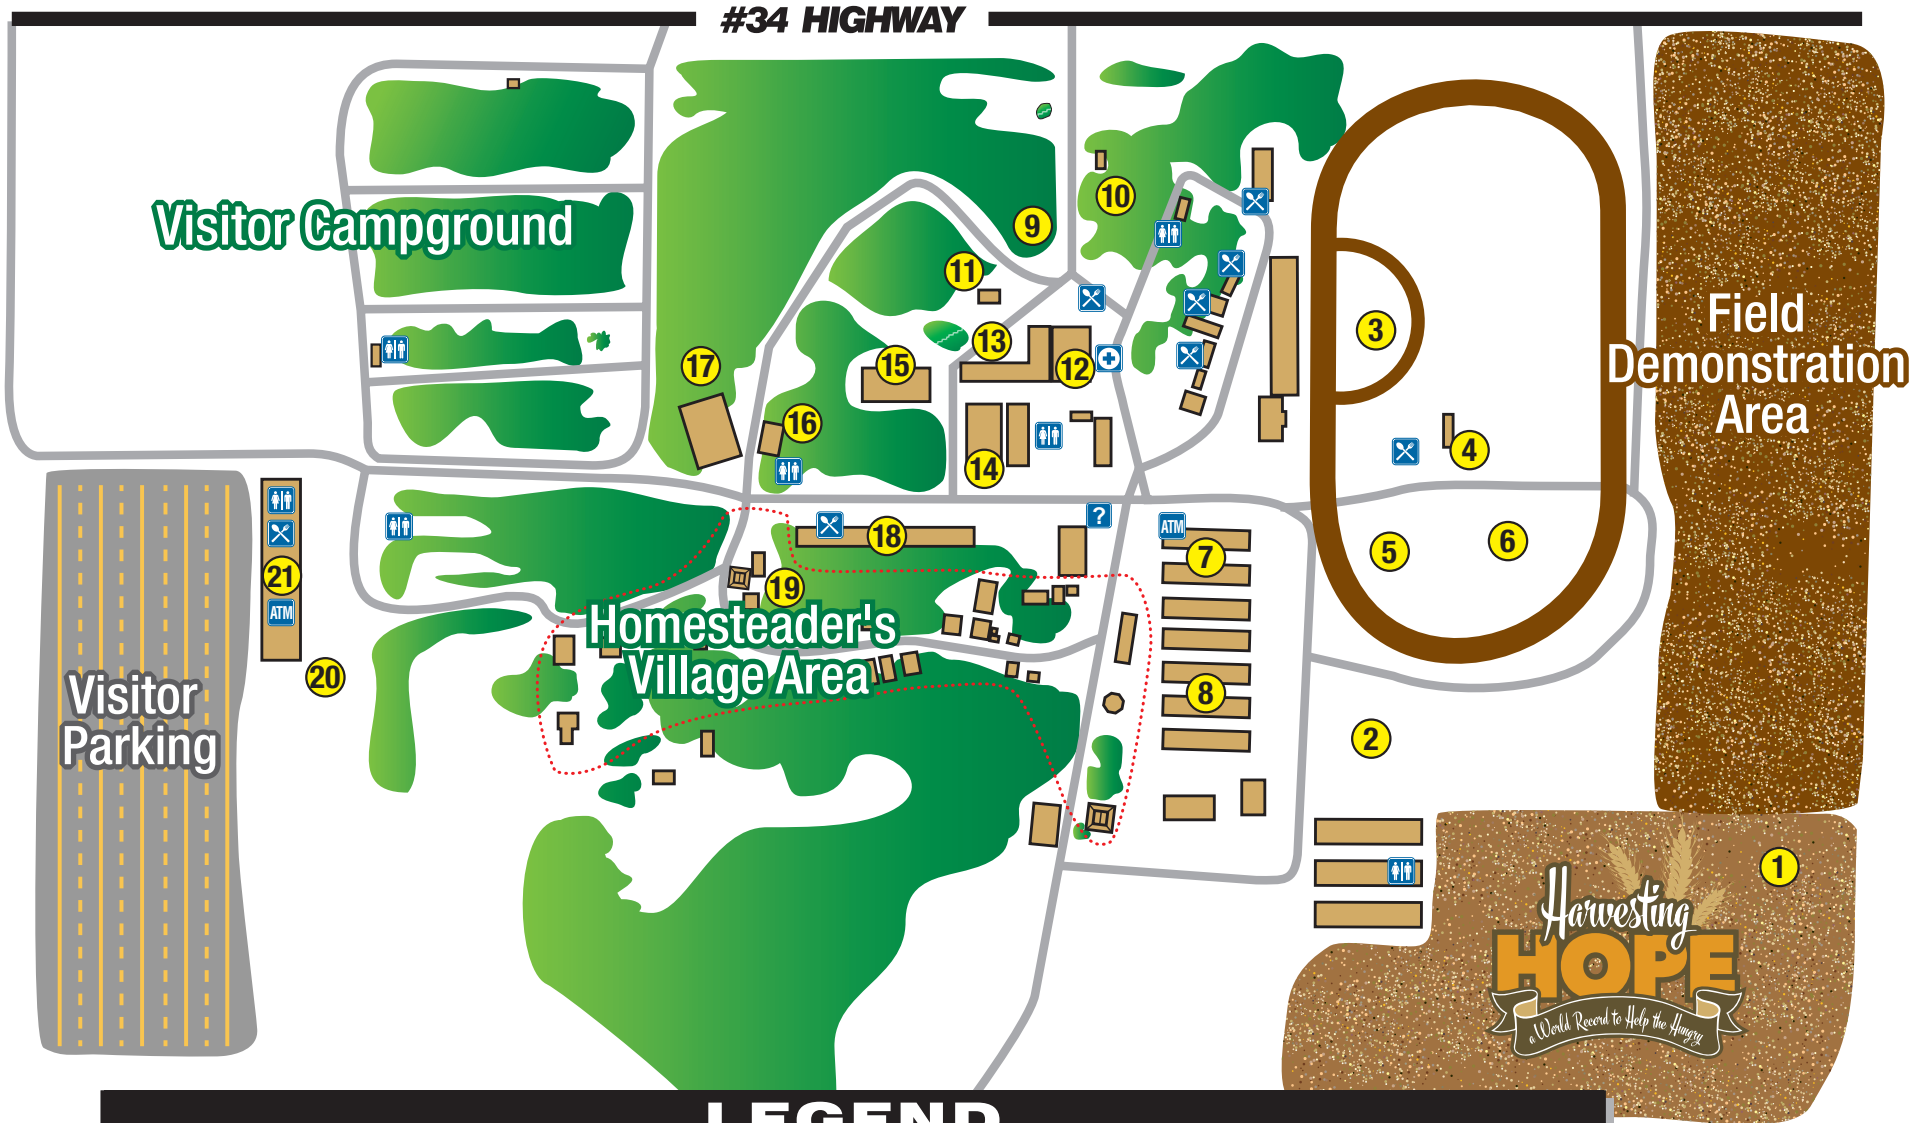 #34 HIGHWAY
Visitor Campground
9
10
11
3
Field
Demonstration
Area
13
12
15
17
16
14
4
?
ATM
18
7
5
6
21
ATM
19
Homesteader's
Village Area
20
Visitor
Parking
8
2
1
Harvesting
HOPE
a World Record to Help the Hungry
LEGEND